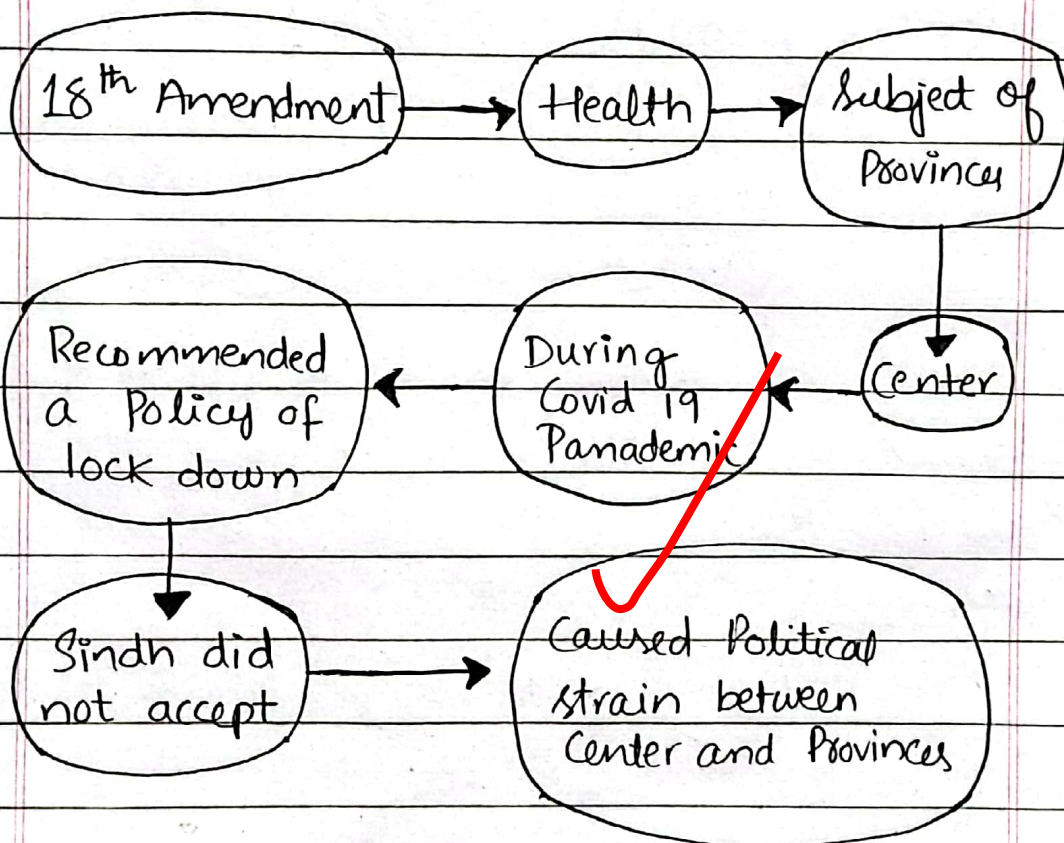 18th Amendment
Health
Subject of
Provinces
Center
During
Covid 19
Panademic
Recommended
a Policy of
lock down
Sindh did
not accept
Caused Political
strain between
Center and Provinces